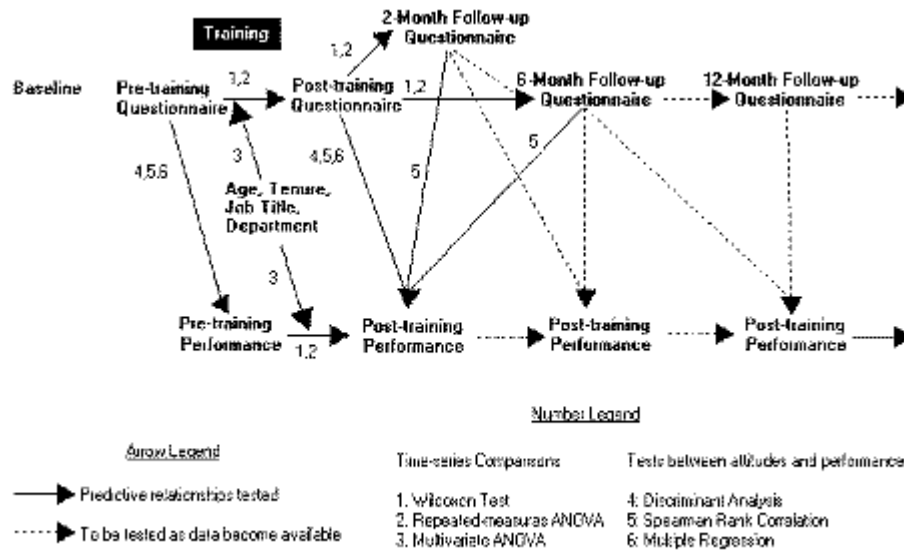 Training
2-Month Follow-up
Questionnaire
1,2
Baseline
Pre-training
Questionnaire
1,2
Post-training
Questionnaire
1,2
6-Month Follow-up
Questionnaire
12-Month Follow-up
Questionnaire
4,5,6
3
4,5,6
5
5
Age, Tenure,
Job Title,
Department
3
Pre-training
Performance
1,2
Post-training
Performance
Post-training
Performance
Post-training
Performance
Number Legend
Arrow Legend
Time-series Comparisons
Tests between attitudes and performance
Predictive relationships tested
To be tested as data become available
1. Wilcoxon Test
2. Repeated-measures ANOVA
3. Multivariate ANOVA
4: Discriminant Analysis
5: Spearman Rank Correlation
6: Multiple Regression